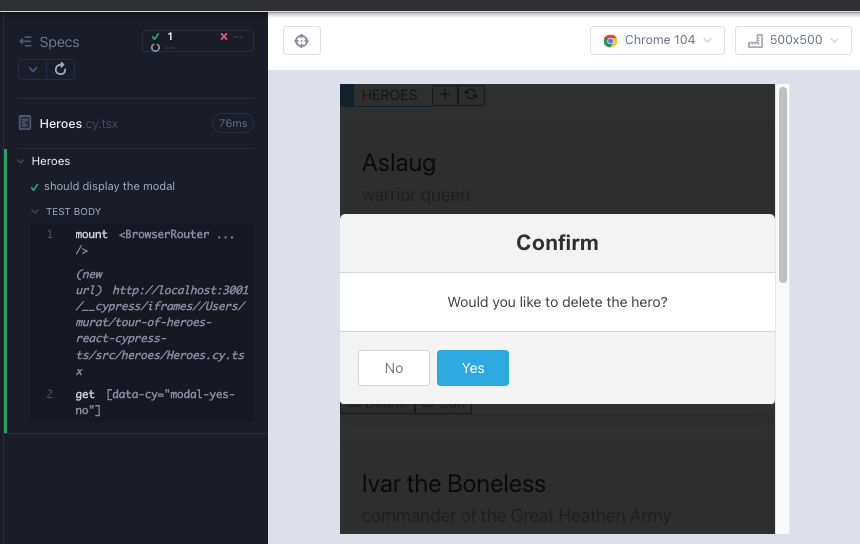 Specs
1
--
--
Heroes.cy.tsx
76ms
Heroes
should display the modal
TEST BODY
1 mount <BrowserRouter ...
/>
(new
url) http://localhost:3001
/__cypress/iframes//Users/
murat/tour-of-heroes-
react-cypress-
ts/src/heroes/Heroes.cy.ts
x
2 get [data-cy="modal-yes-
no"]
Chrome 104
500x500
HEROES
Aslaug
warrior queen
Confirm
Would you like to delete the hero?
No
Yes
Delete
Edit
Ivar the Boneless
commander of the Great Heathen Army